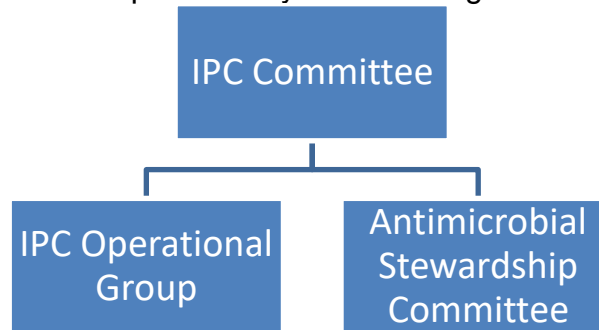 IPC Committee
IPC Operational
Group
Antimicrobial
Stewardship
Committee